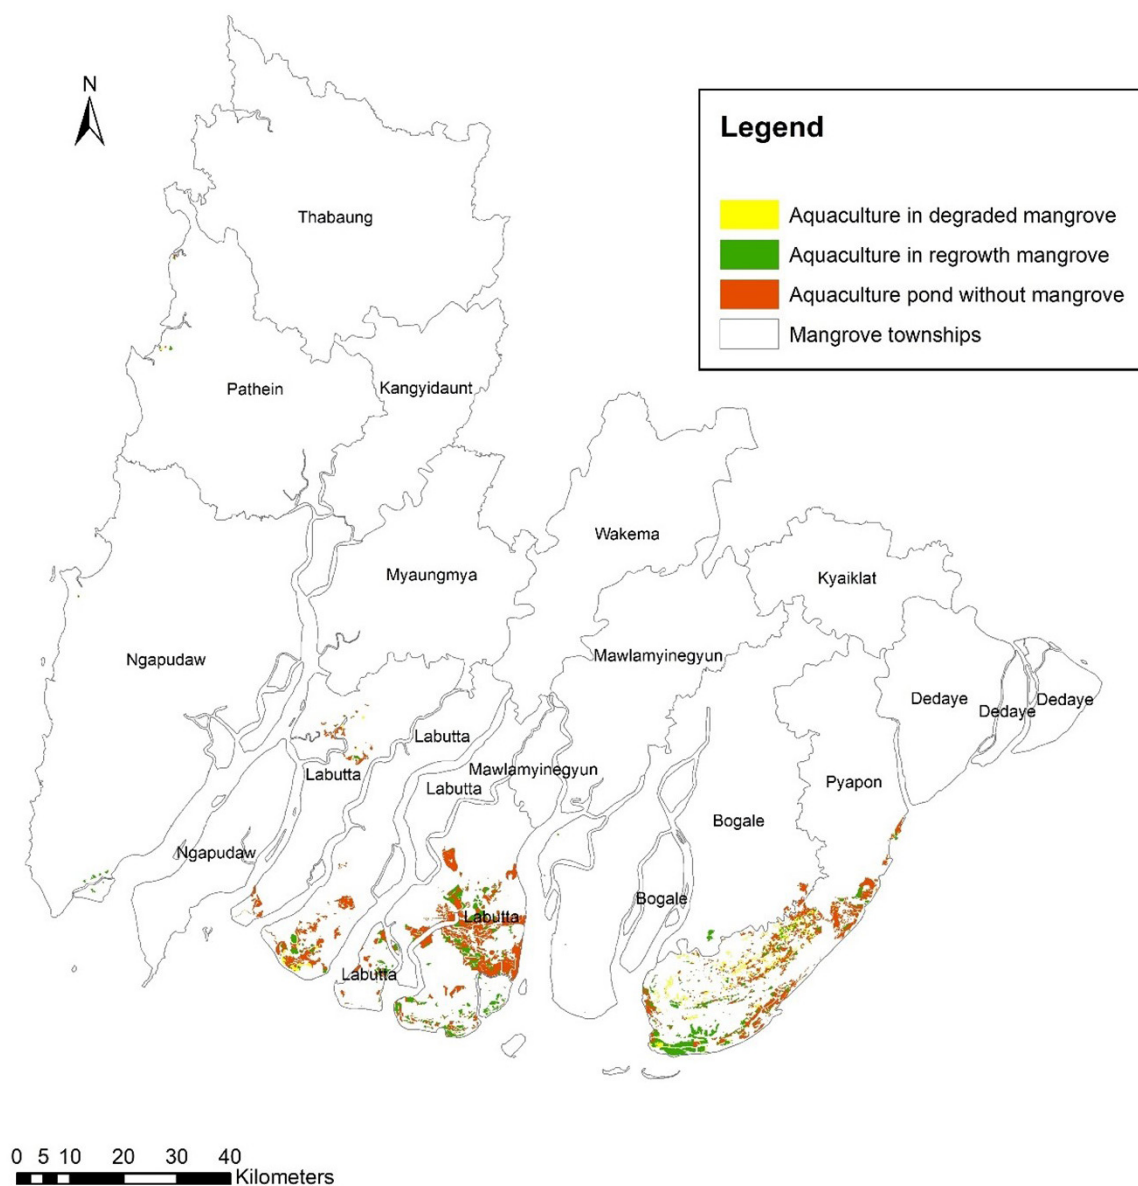 N
Legend
Aquaculture in degraded mangrove
Aquaculture in regrowth mangrove
Aquaculture pond without mangrove
Mangrove townships
Thabaung
Pathein
Kangyidaunt
Wakema
Myaungmya
Kyaiklat
Ngapudaw
Mawlamyinegyun
Dedaye
Dedaye
Dedaye
Labutta
Labutta
Mawlamyinegyun
Labutta
Pyapon
Bogale
Ngapudaw
Bogale
Labutta
Labutta
0 5 10 20 30 40
Kilometers